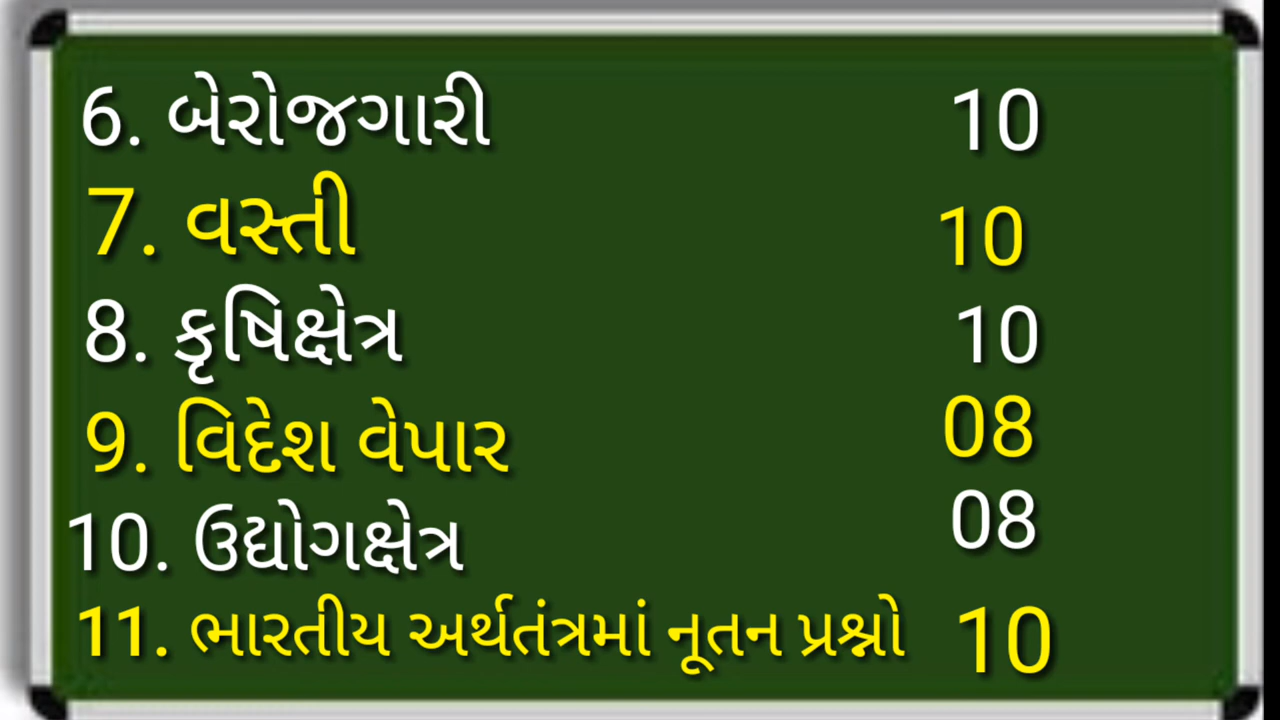 6. બેરોજગારી 10
7. વસ્તી 10
8. કૃષિક્ષેત્ર 10
9. વિદેશ વેપાર 08
10. ઉદ્યોગક્ષેત્ર 08
11. ભારતીય અર્થતંત્રમાં નૂતન પ્રશ્નો 10